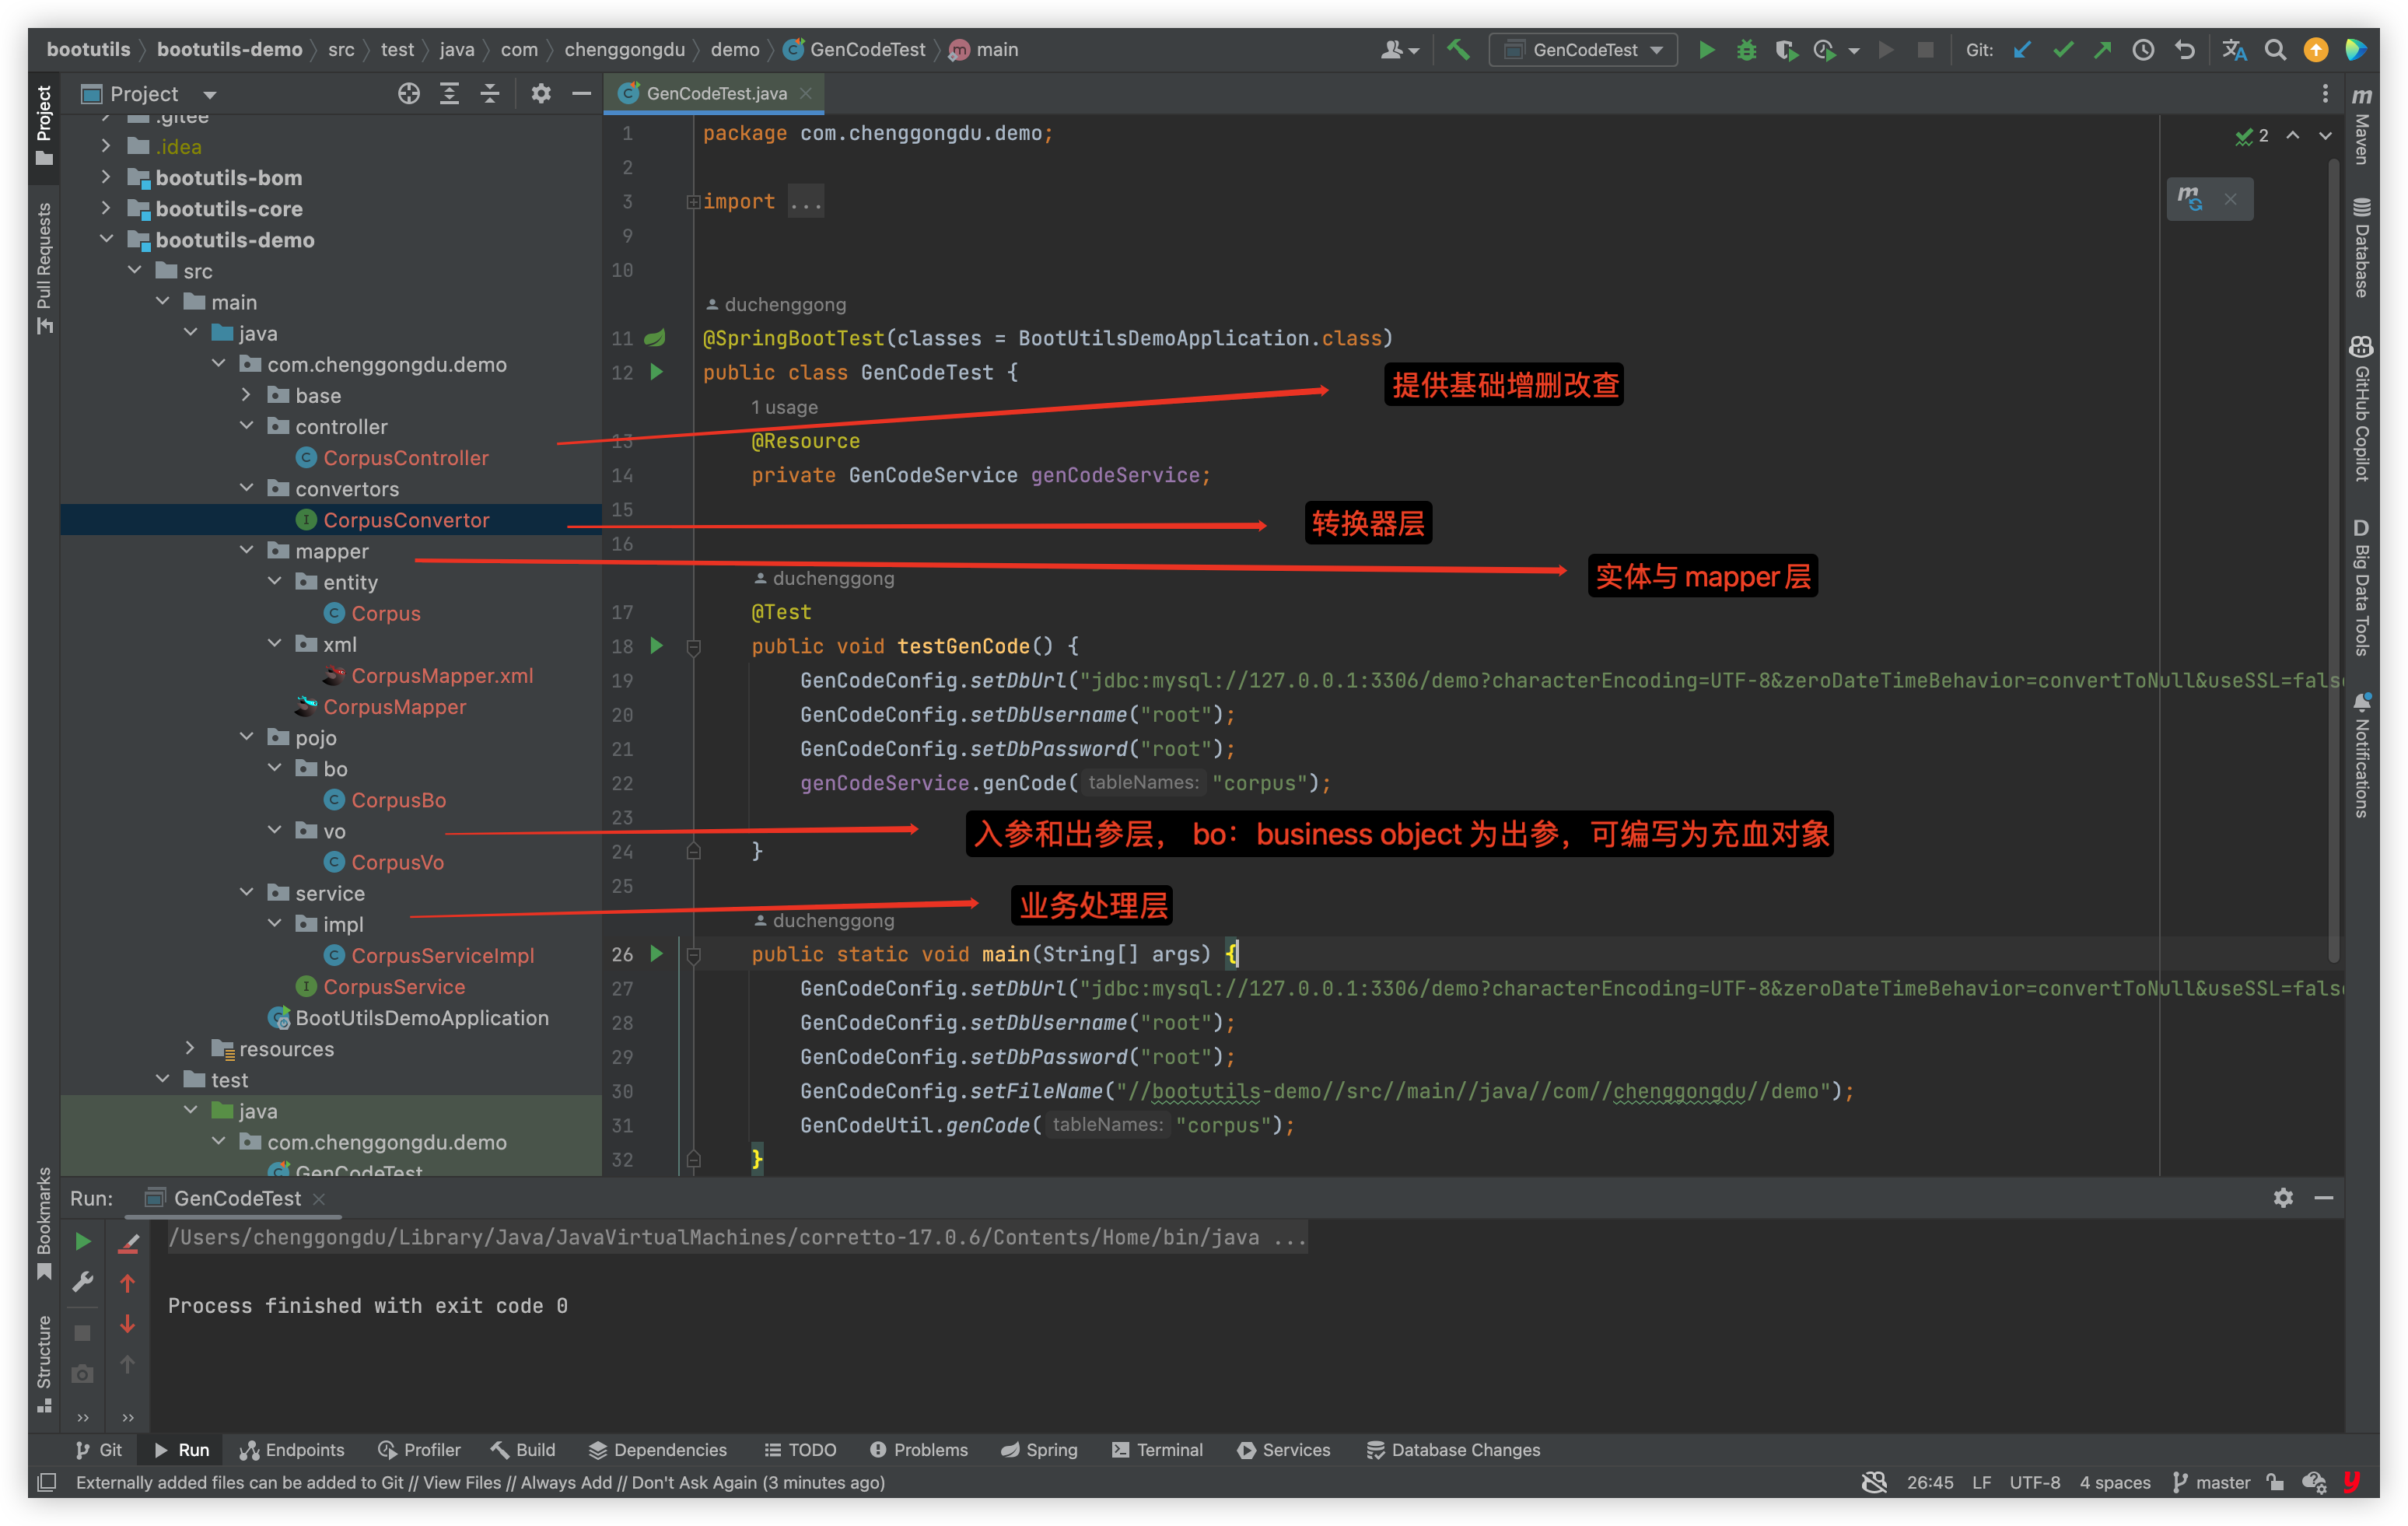 bootutils bootutils-demo src test java com chenggongdu demo GenCodeTest main
GenCodeTest Git:
Project
GenCodeTest.java
.gitee
.idea
bootutils-bom
bootutils-core
bootutils-demo
src
main
java
com.chenggongdu.demo
base
controller
CorpusController
convertors
CorpusConvertor
mapper
entity
Corpus
xml
CorpusMapper.xml
CorpusMapper
pojo
bo
CorpusBo
vo
CorpusVo
service
impl
CorpusServiceImpl
CorpusService
BootUtilsDemoApplication
resources
test
java
com.chenggongdu.demo
GenCodeTest
Project
Pull Requests
Bookmarks
Structure
1 package com.chenggongdu.demo;
2
3 import ...
9
10
duchenggong
11 @SpringBootTest(classes = BootUtilsDemoApplication.class)
12 public class GenCodeTest {
提供基础增删改查
1 usage
13 @Resource
14 private GenCodeService genCodeService;
15
转换器层
16
实体与 mapper 层
duchenggong
17 @Test
18 public void testGenCode() {
19 GenCodeConfig.setDbUrl("jdbc:mysql://127.0.0.1:3306/demo?characterEncoding=UTF-8&zeroDateTimeBehavior=convertToNull&useSSL=false
20 GenCodeConfig.setDbUsername("root");
21 GenCodeConfig.setDbPassword("root");
22 genCodeService.genCode( tableNames: "corpus");
23
入参和出参层， bo：business object 为出参，可编写为充血对象
24 }
25
业务处理层
duchenggong
26 public static void main(String[] args) {
27 GenCodeConfig.setDbUrl("jdbc:mysql://127.0.0.1:3306/demo?characterEncoding=UTF-8&zeroDateTimeBehavior=convertToNull&useSSL=false
28 GenCodeConfig.setDbUsername("root");
29 GenCodeConfig.setDbPassword("root");
30 GenCodeConfig.setFileName("//bootutils-demo//src//main//java//com//chenggongdu//demo");
31 GenCodeUtil.genCode( tableNames: "corpus");
32 }
2
Maven
Database
GitHub Copilot
Big Data Tools
Notifications
Run: GenCodeTest
/Users/chenggongdu/Library/Java/JavaVirtualMachines/corretto-17.0.6/Contents/Home/bin/java ...
Process finished with exit code 0
Git Run Endpoints Profiler Build Dependencies TODO Problems Spring Terminal Services Database Changes
Externally added files can be added to Git // View Files // Always Add // Don't Ask Again (3 minutes ago) 26:45 LF UTF-8 4 spaces master